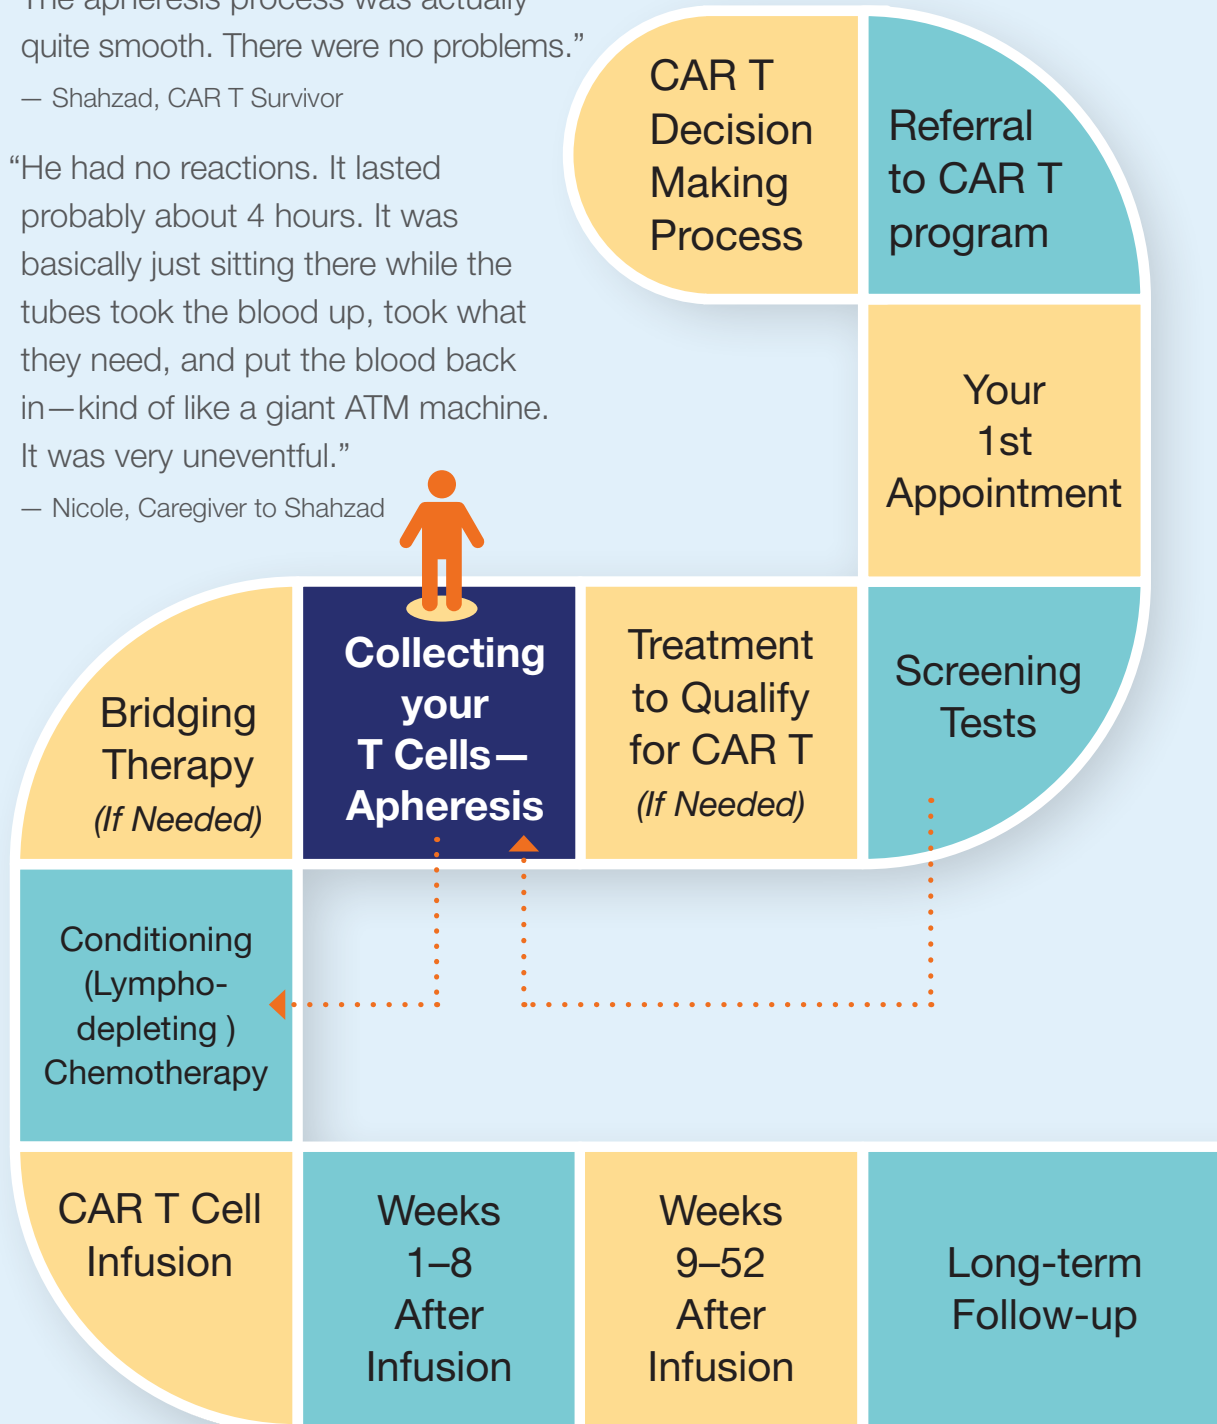 “The apheresis process was actually
quite smooth. There were no problems.”
— Shahzad, CAR T Survivor
“He had no reactions. It lasted
probably about 4 hours. It was
basically just sitting there while the
tubes took the blood up, took what
they need, and put the blood back
in—kind of like a giant ATM machine.
It was very uneventful.”
— Nicole, Caregiver to Shahzad
CAR T
Decision
Making
Process
Referral
to CAR T
program
Your
1st
Appointment
Screening
Tests
Treatment
to Qualify
for CAR T
(If Needed)
Collecting
your
T Cells—
Apheresis
Bridging
Therapy
(If Needed)
Conditioning
(Lympho-
depleting )
Chemotherapy
CAR T Cell
Infusion
Weeks
1–8
After
Infusion
Weeks
9–52
After
Infusion
Long-term
Follow-up